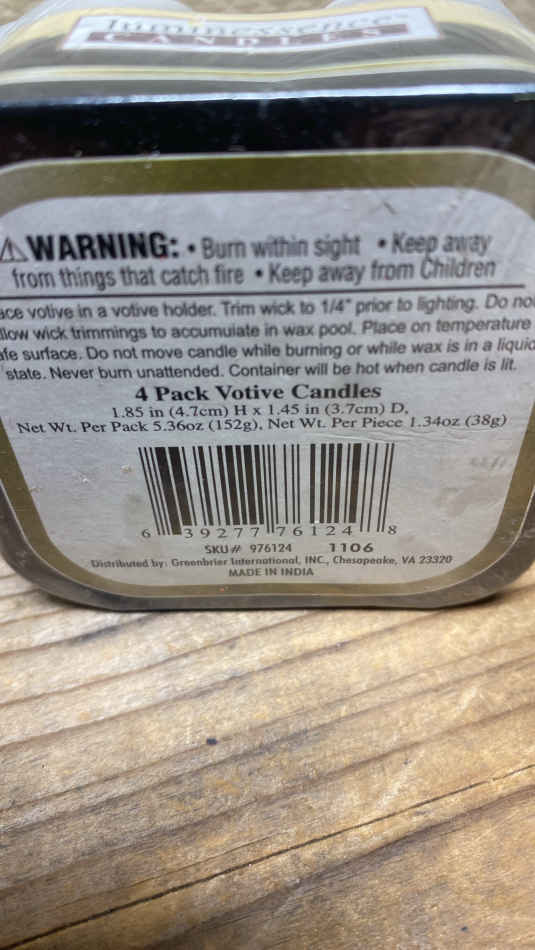 luminessence
CANDLES
WARNING: • Burn within sight • Keep away
from things that catch fire • Keep away from Children
ace votive in a votive holder. Trim wick to 1/4" prior to lighting. Do no
llow wick trimmings to accumulate in wax pool. Place on temperature
afe surface. Do not move candle while burning or while wax is in a liquid
state. Never burn unattended. Container will be hot when candle is lit.
4 Pack Votive Candles
1.85 in (4.7cm) H x 1.45 in (3.7cm) D,
Net Wt. Per Pack 5.36oz (152g), Net Wt. Per Piece 1.34oz (38g)
6 39277 76124 8
SKU# 976124 1106
Distributed by: Greenbrier International, INC., Chesapeake, VA 23320
MADE IN INDIA